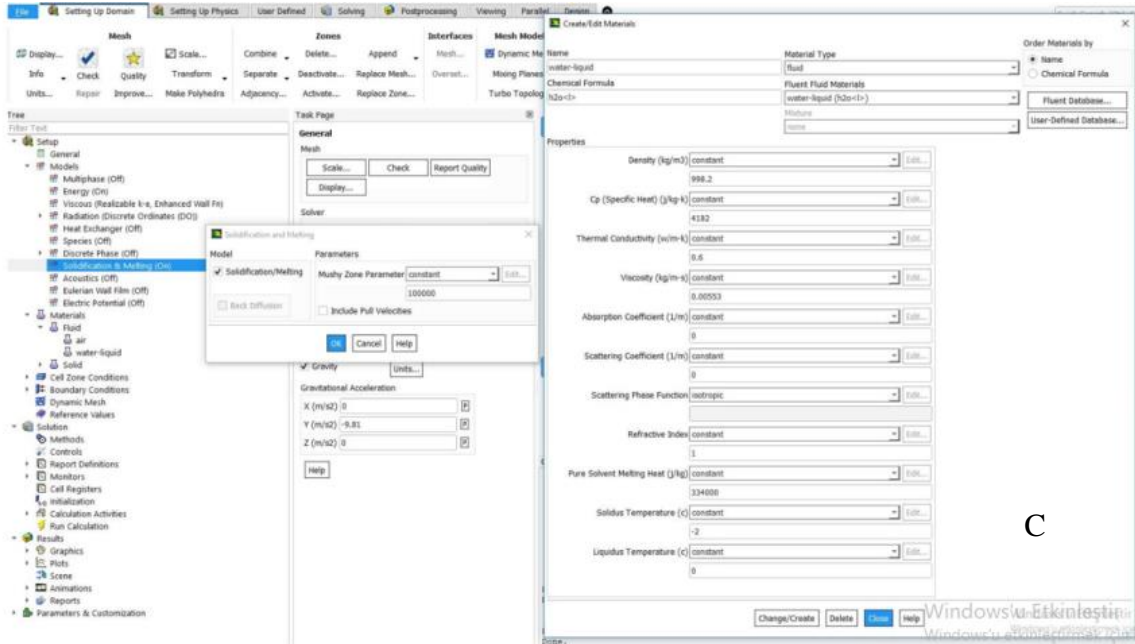 File
Setting Up Domain
Setting Up Physics
User Defined
Solving
Postprocessing
Viewing
Parallel
Design
Mesh
Zones
Interfaces
Mesh Model
Display...
Scale...
Combine
Delete...
Append
Mesh...
Dynamic Me
Info
Check
Quality
Transform
Separate
Deactivate...
Replace Mesh...
Overset...
Mixing Planes
Units...
Repair
Improve...
Make Polyhedra
Adjacency...
Activate...
Replace Zone...
Turbo Topolog
Tree
Filter Text
Setup
General
Models
Multiphase (Off)
Energy (On)
Viscous (Realizable k-e, Enhanced Wall Fn)
Radiation (Discrete Ordinates (DO))
Heat Exchanger (Off)
Species (Off)
Discrete Phase (Off)
Solidification & Melting (On)
Acoustics (Off)
Eulerian Wall Film (Off)
Electric Potential (Off)
Materials
Fluid
air
water-liquid
Solid
Cell Zone Conditions
Boundary Conditions
Dynamic Mesh
Reference Values
Solution
Methods
Controls
Report Definitions
Monitors
Cell Registers
Initialization
Calculation Activities
Run Calculation
Results
Graphics
Plots
Scene
Animations
Reports
Parameters & Customization
Task Page
General
Mesh
Scale...
Check
Report Quality
Display...
Solver
Solidification and Melting
Model
Parameters
Solidification/Melting
Mushy Zone Parameter constant
Edit...
100000
Back Diffusion
Include Pull Velocities
OK
Cancel
Help
Gravity
Units...
Gravitational Acceleration
X (m/s2) 0
Y (m/s2) -9.81
Z (m/s2) 0
Help
Create/Edit Materials
Name
Material Type
Order Materials by
water-liquid
fluid
Name
Chemical Formula
Fluent Fluid Materials
Chemical Formula
h2o<l>
water-liquid (h2o<l>)
Fluent Database...
Mixture
User-Defined Database...
none
Properties
Density (kg/m3) constant
Edit...
998.2
Cp (Specific Heat) (j/kg-k) constant
Edit...
4182
Thermal Conductivity (w/m-k) constant
Edit...
0.6
Viscosity (kg/m-s) constant
Edit...
0.00553
Absorption Coefficient (1/m) constant
Edit...
0
Scattering Coefficient (1/m) constant
Edit...
0
Scattering Phase Function isotropic
Edit...
Refractive Index constant
Edit...
1
Pure Solvent Melting Heat (j/kg) constant
Edit...
334000
Solidus Temperature (c) constant
Edit...
-2
Liquidus Temperature (c) constant
Edit...
0
C
Change/Create
Delete
Close
Help
Windows'u Etkinleştir
Done.